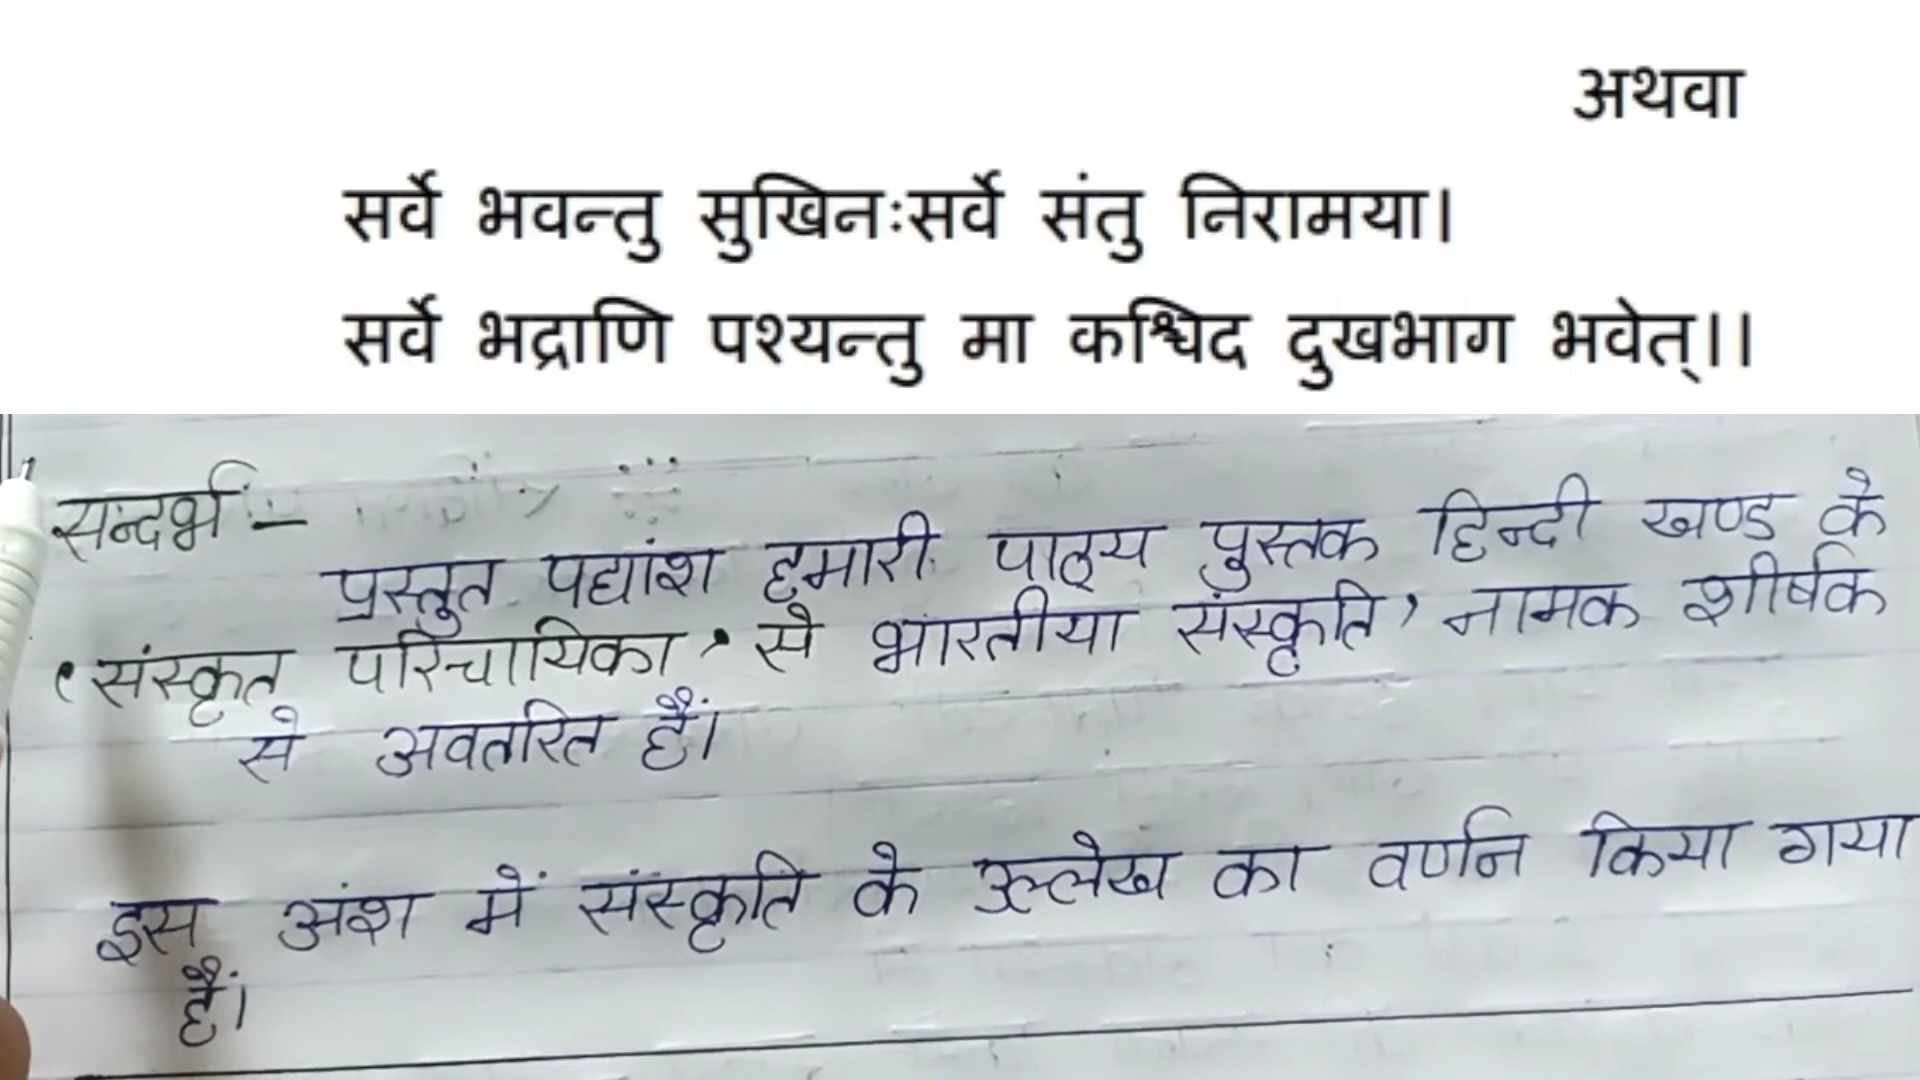 अथवा
सर्वे भवन्तु सुखिनःसर्वे संतु निरामया।
सर्वे भद्राणि पश्यन्तु मा कश्चिद दुखभाग भवेत्।।
सन्दर्भ –
प्रस्तुत पद्यांश हमारी पाठ्य पुस्तक हिन्दी खण्ड के
'संस्कृत परिचायिका' से भारतीया संस्कृति' नामक शीर्षक
से अवतरित हैं।
इस अंश में संस्कृति के उल्लेख का वर्णन किया गया
हैं।